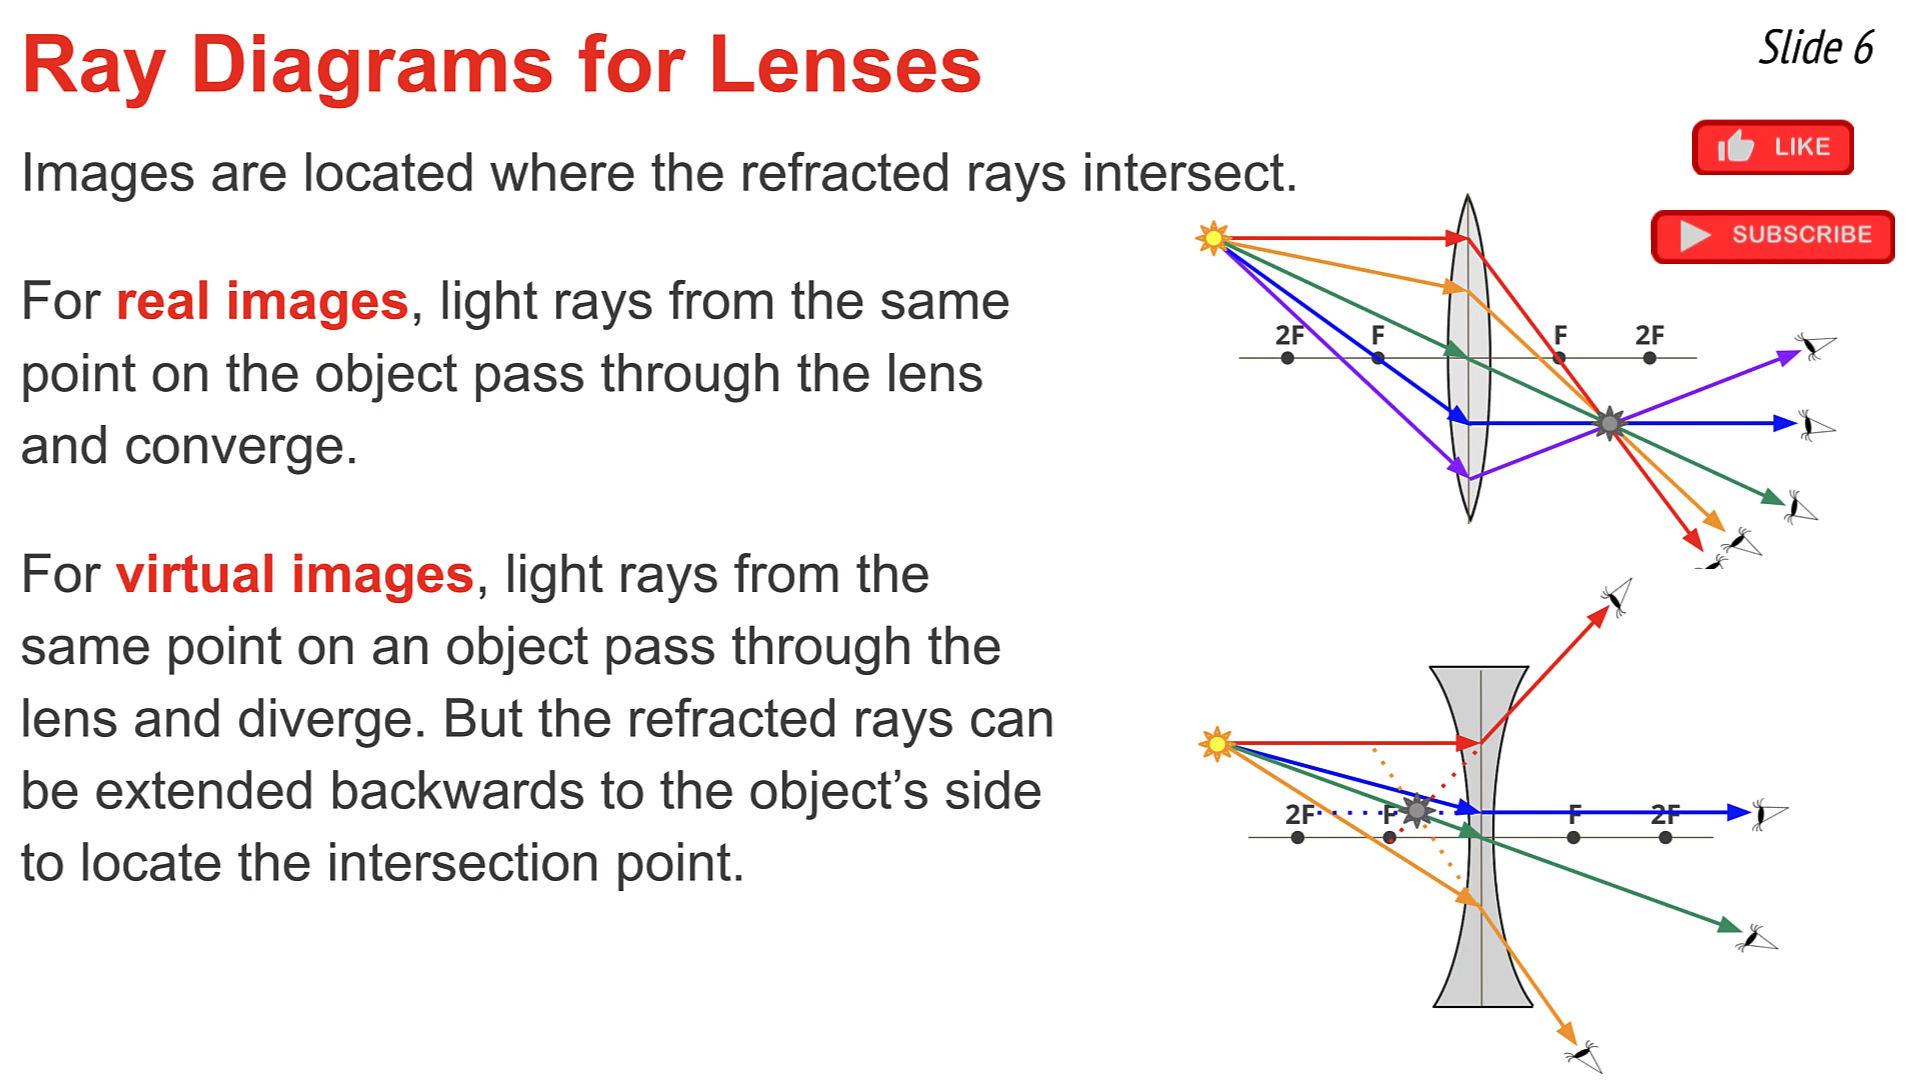 Ray Diagrams for Lenses
Slide 6
LIKE
SUBSCRIBE
Images are located where the refracted rays intersect.
For real images, light rays from the same
point on the object pass through the lens
and converge.
For virtual images, light rays from the
same point on an object pass through the
lens and diverge. But the refracted rays can
be extended backwards to the object’s side
to locate the intersection point.
2F F F 2F
2F F F 2F